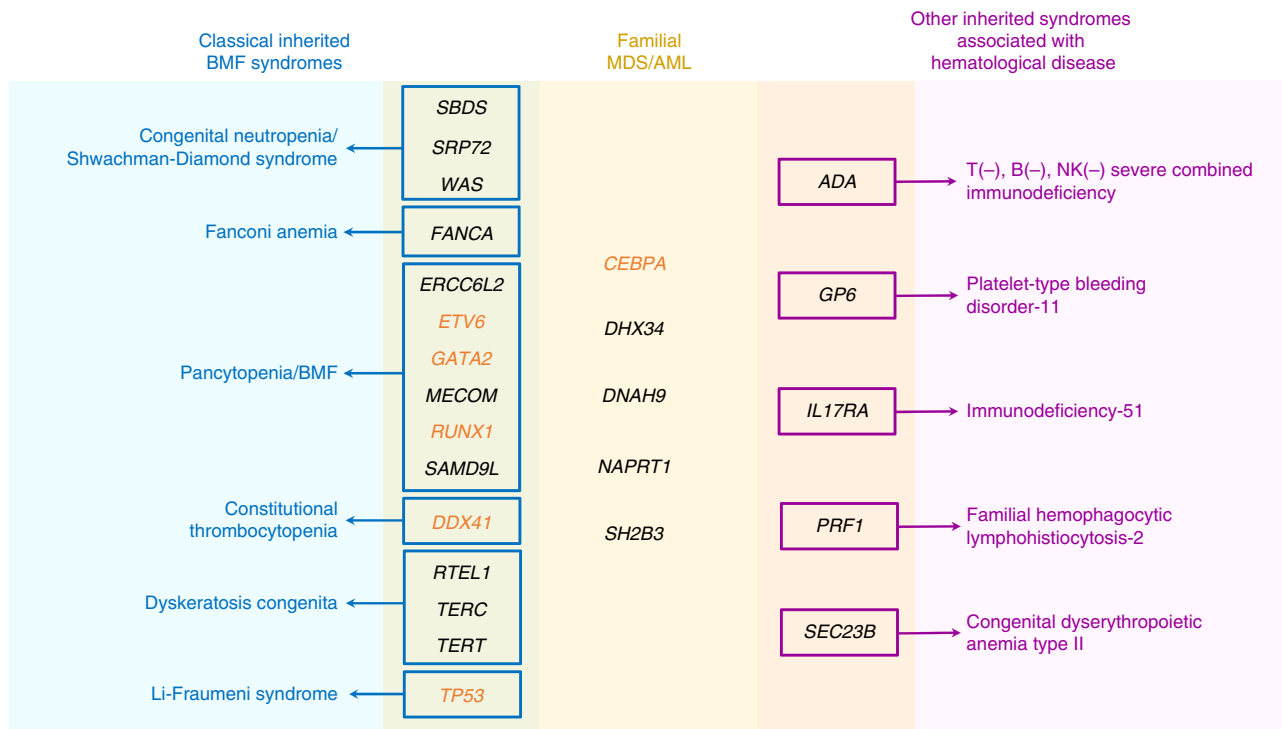 Classical inherited
BMF syndromes
Familial
MDS/AML
Other inherited syndromes
associated with
hematological disease
Congenital neutropenia/
Shwachman-Diamond syndrome
SBDS
SRP72
WAS
Fanconi anemia
FANCA
Pancytopenia/BMF
ERCC6L2
ETV6
GATA2
MECOM
RUNX1
SAMD9L
Constitutional
thrombocytopenia
DDX41
Dyskeratosis congenita
RTEL1
TERC
TERT
Li-Fraumeni syndrome
TP53
CEBPA
DHX34
DNAH9
NAPRT1
SH2B3
ADA
T(–), B(–), NK(–) severe combined
immunodeficiency
GP6
Platelet-type bleeding
disorder-11
IL17RA
Immunodeficiency-51
PRF1
Familial hemophagocytic
lymphohistiocytosis-2
SEC23B
Congenital dyserythropoietic
anemia type II